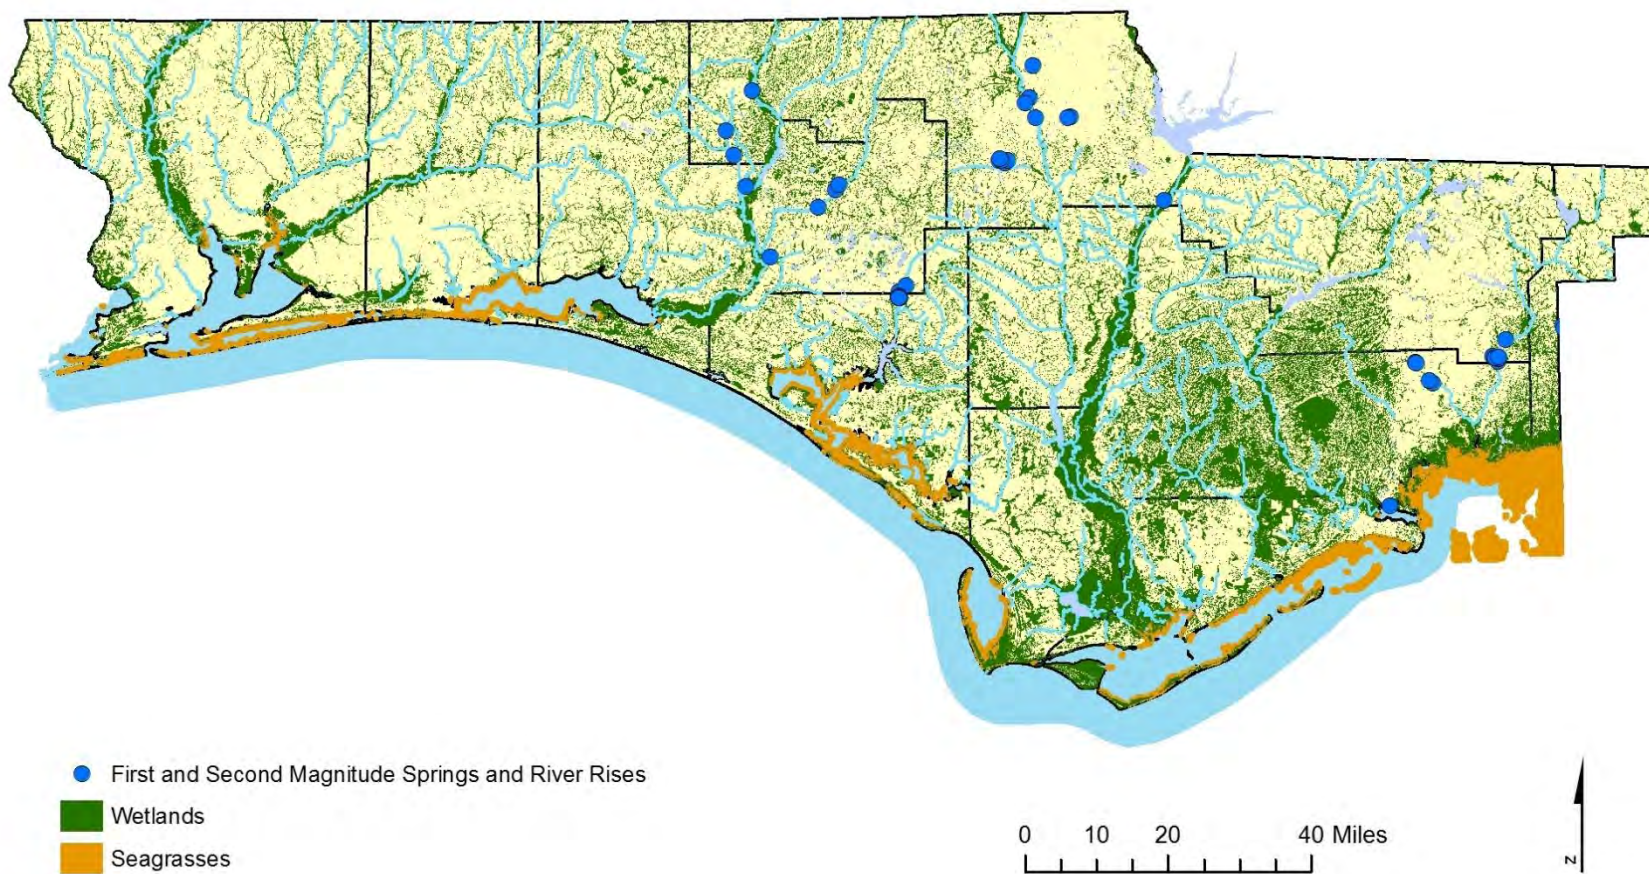 First and Second Magnitude Springs and River Rises
Wetlands
Seagrasses
0 10 20 40 Miles
N